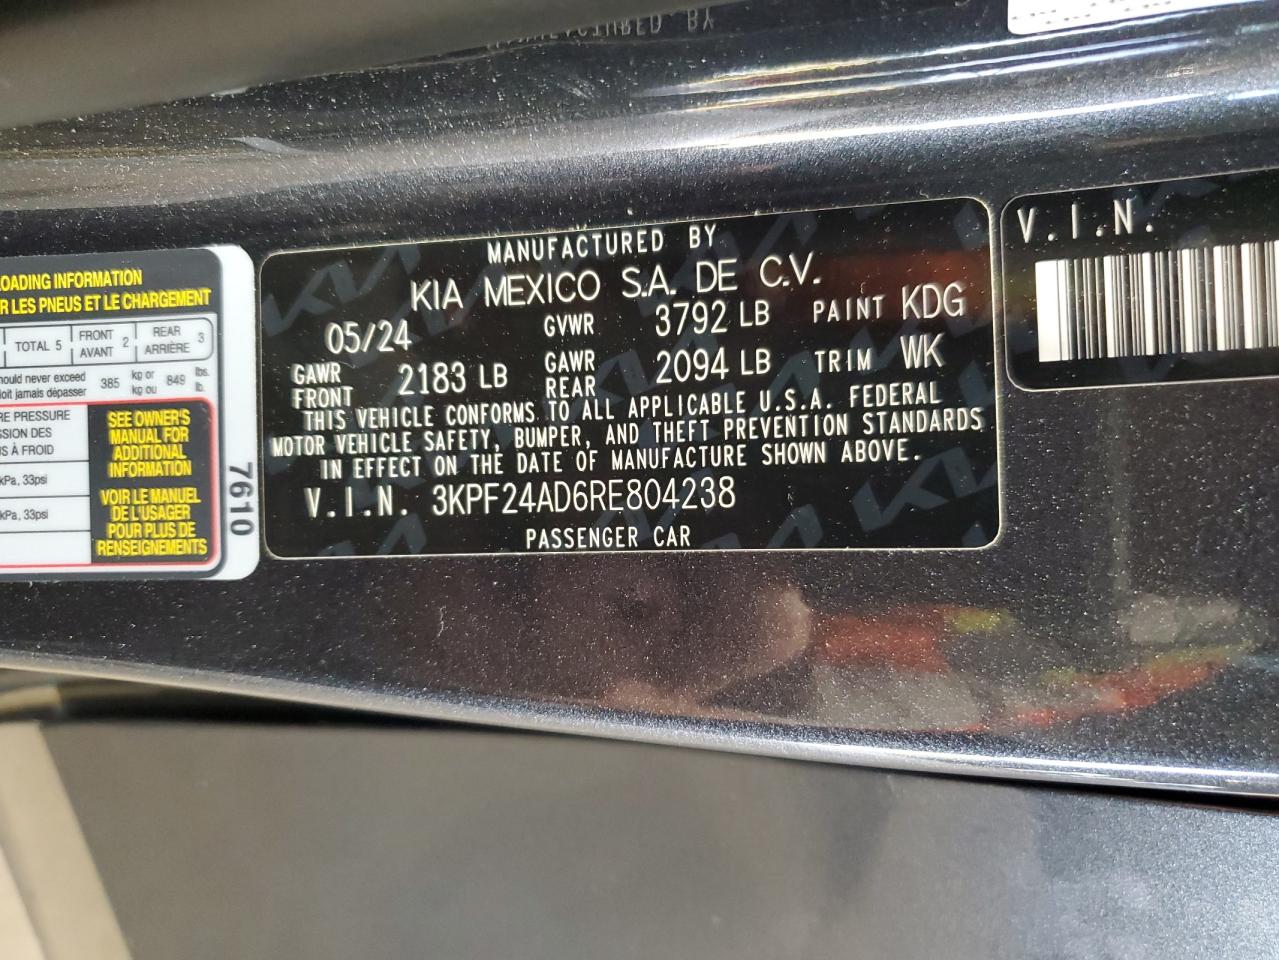 MANUFACTURED BY
KIA MEXICO S.A. DE C.V.
05/24 GVWR 3792 LB PAINT KDG
GAWR FRONT 2183 LB GAWR REAR 2094 LB TRIM WK
THIS VEHICLE CONFORMS TO ALL APPLICABLE U.S.A. FEDERAL
MOTOR VEHICLE SAFETY, BUMPER, AND THEFT PREVENTION STANDARDS
IN EFFECT ON THE DATE OF MANUFACTURE SHOWN ABOVE.
V.I.N. 3KPF24AD6RE804238
PASSENGER CAR
V.I.N.
LOADING INFORMATION
LES PNEUS ET LE CHARGEMENT
TOTAL 5 FRONT AVANT 2 REAR ARRIÈRE 3
should never exceed 385 kg or 849 lbs.
doit jamais dépasser kg ou lb.
PRESSURE
DES
À FROID
kPa, 33psi
kPa, 33psi
SEE OWNER'S
MANUAL FOR
ADDITIONAL
INFORMATION
VOIR LE MANUEL
DE L'USAGER
POUR PLUS DE
RENSEIGNEMENTS
7610